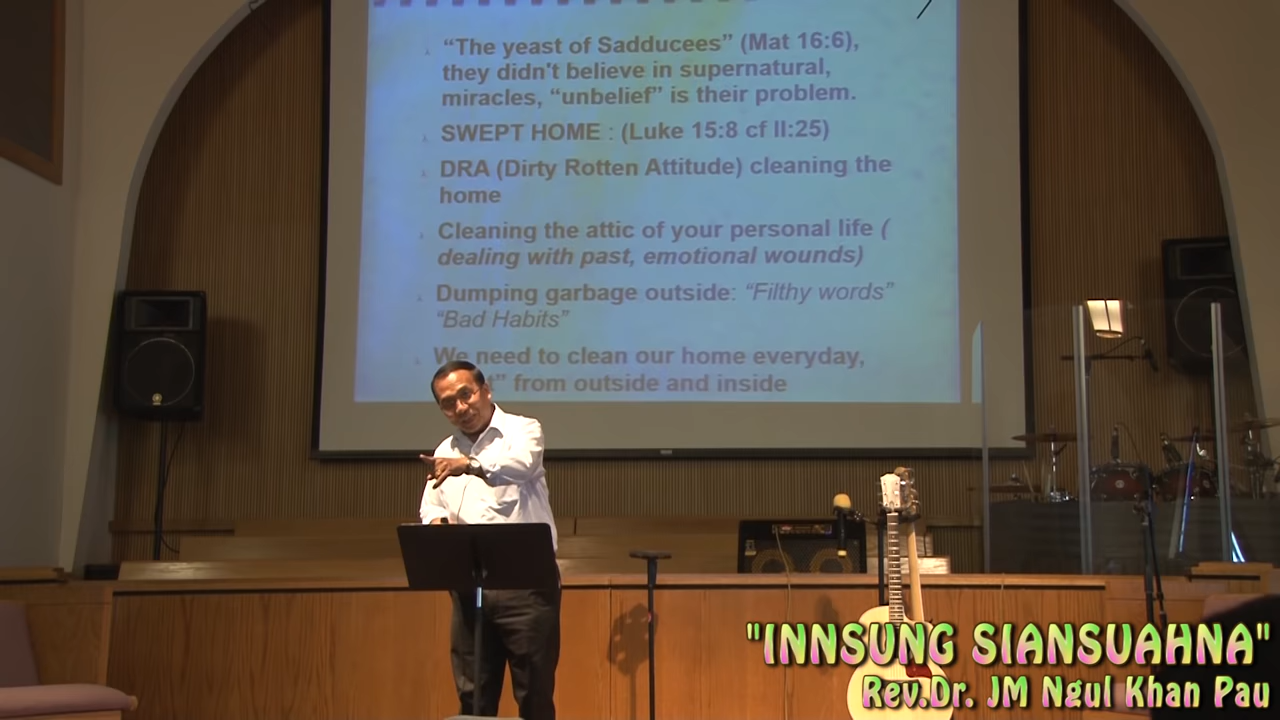 “The yeast of Sadducees” (Mat 16:6),
they didn't believe in supernatural,
miracles, “unbelief” is their problem.
SWEPT HOME : (Luke 15:8 cf II:25)
DRA (Dirty Rotten Attitude) cleaning the
home
Cleaning the attic of your personal life (
dealing with past, emotional wounds)
Dumping garbage outside: “Filthy words”
“Bad Habits”
We need to clean our home everyday,
from outside and inside
"INNSUNG SIANSUAHNA"
Rev.Dr. JM Ngul Khan Pau